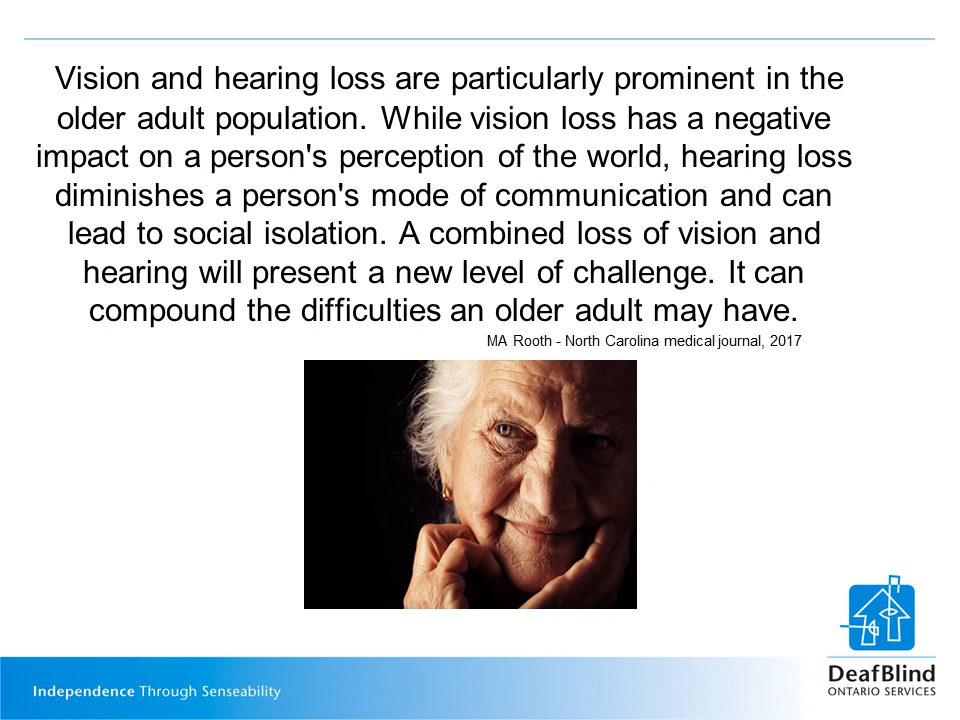 Vision and hearing loss are particularly prominent in the
older adult population. While vision loss has a negative
impact on a person's perception of the world, hearing loss
diminishes a person's mode of communication and can
lead to social isolation. A combined loss of vision and
hearing will present a new level of challenge. It can
compound the difficulties an older adult may have.
MA Rooth - North Carolina medical journal, 2017
Independence Through Senseability
DeafBlind
ONTARIO SERVICES